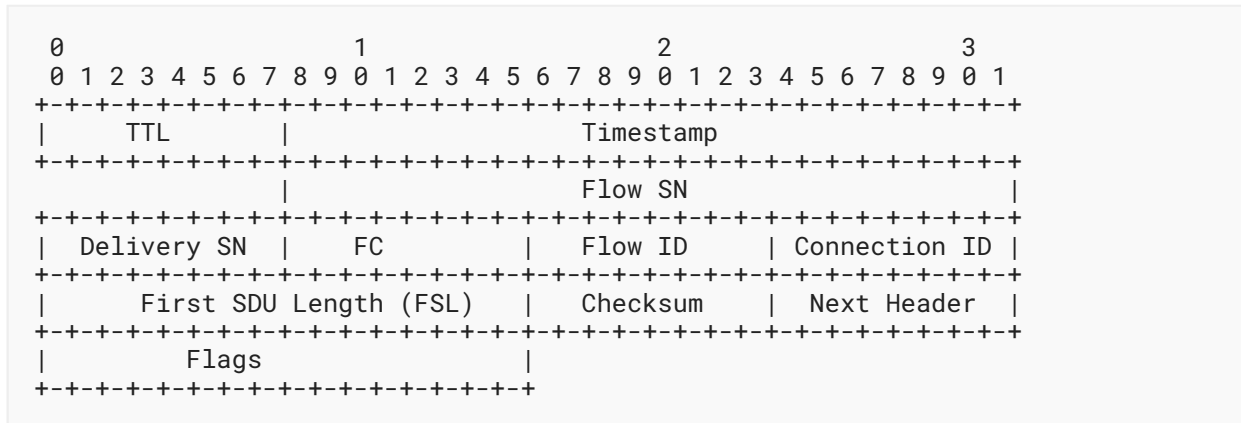 0                   1                   2                   3
 0 1 2 3 4 5 6 7 8 9 0 1 2 3 4 5 6 7 8 9 0 1 2 3 4 5 6 7 8 9 0 1
+-+-+-+-+-+-+-+-+-+-+-+-+-+-+-+-+-+-+-+-+-+-+-+-+-+-+-+-+-+-+-+-+
|     TTL       |                   Timestamp
+-+-+-+-+-+-+-+-+-+-+-+-+-+-+-+-+-+-+-+-+-+-+-+-+-+-+-+-+-+-+-+-+
                |                   Flow SN                     |
+-+-+-+-+-+-+-+-+-+-+-+-+-+-+-+-+-+-+-+-+-+-+-+-+-+-+-+-+-+-+-+-+
|  Delivery SN  |    FC         |   Flow ID     | Connection ID |
+-+-+-+-+-+-+-+-+-+-+-+-+-+-+-+-+-+-+-+-+-+-+-+-+-+-+-+-+-+-+-+-+
|      First SDU Length (FSL)   |   Checksum    |  Next Header  |
+-+-+-+-+-+-+-+-+-+-+-+-+-+-+-+-+-+-+-+-+-+-+-+-+-+-+-+-+-+-+-+-+
|         Flags                 |
+-+-+-+-+-+-+-+-+-+-+-+-+-+-+-+-+